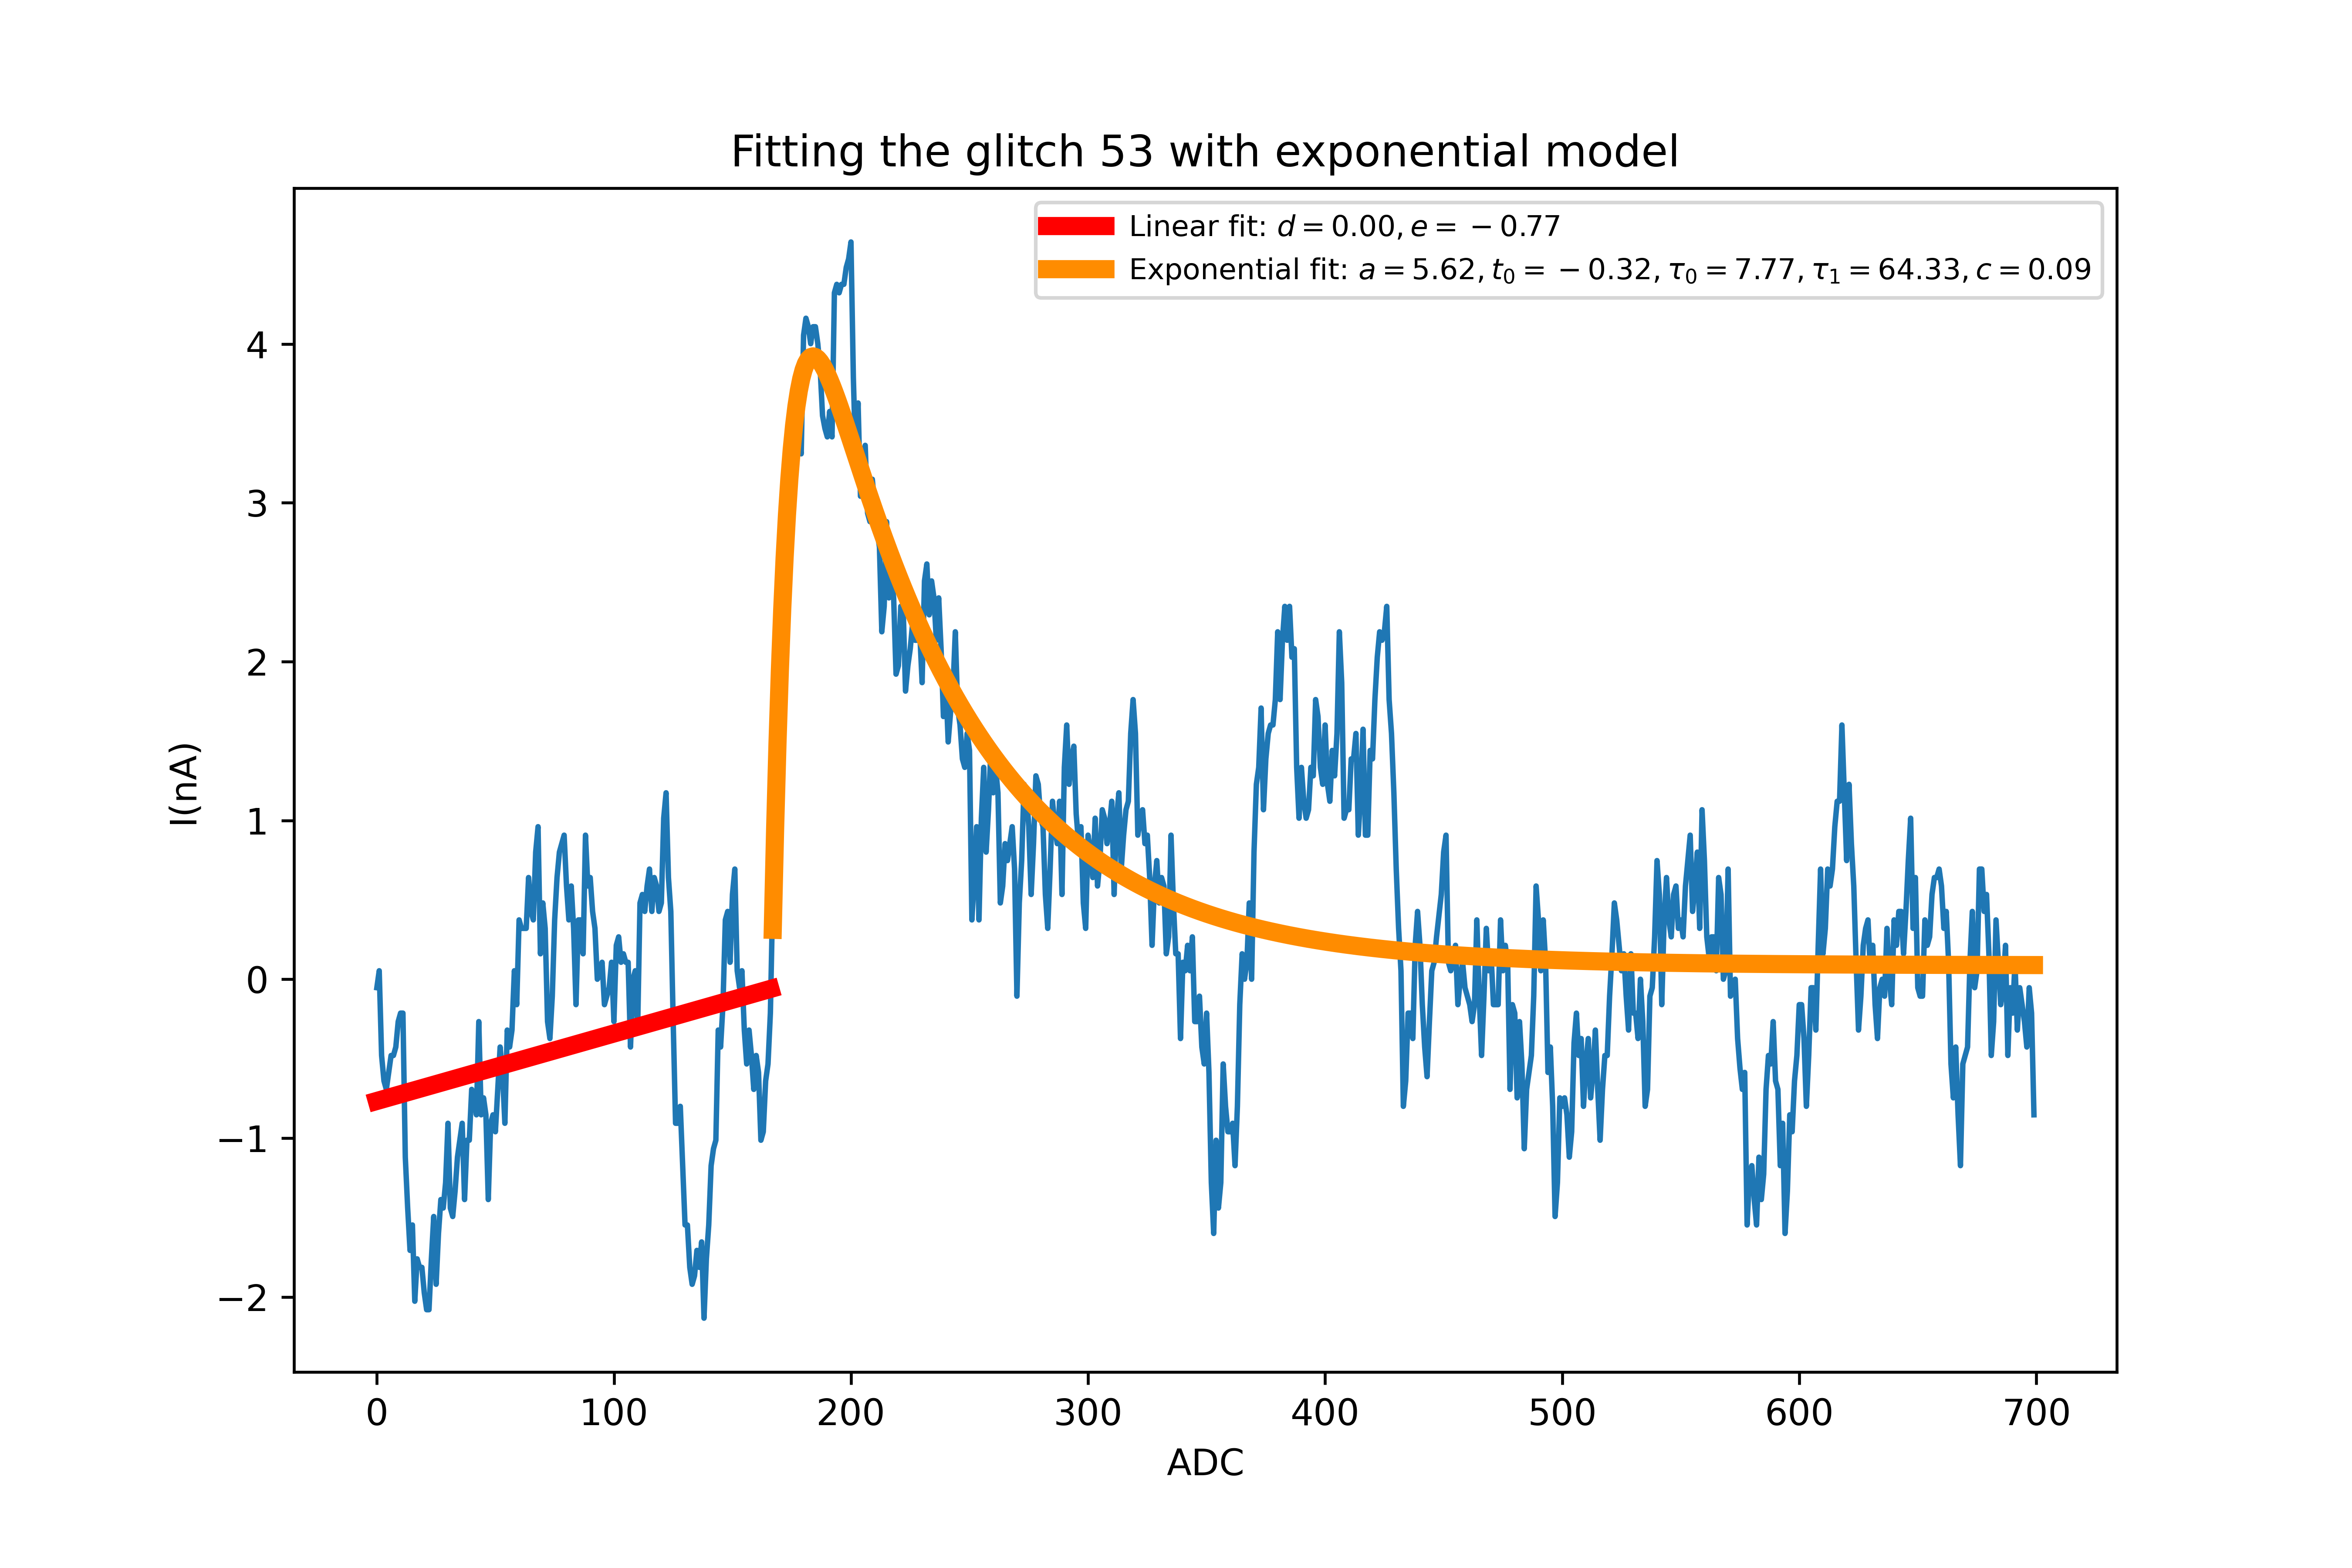 Fitting the glitch 53 with exponential model
Linear fit: d = 0.00, e = −0.77
Exponential fit: a = 5.62, t₀ = −0.32, τ₀ = 7.77, τ₁ = 64.33, c = 0.09
4
3
2
1
0
−1
−2
I(nA)
0 100 200 300 400 500 600 700
ADC